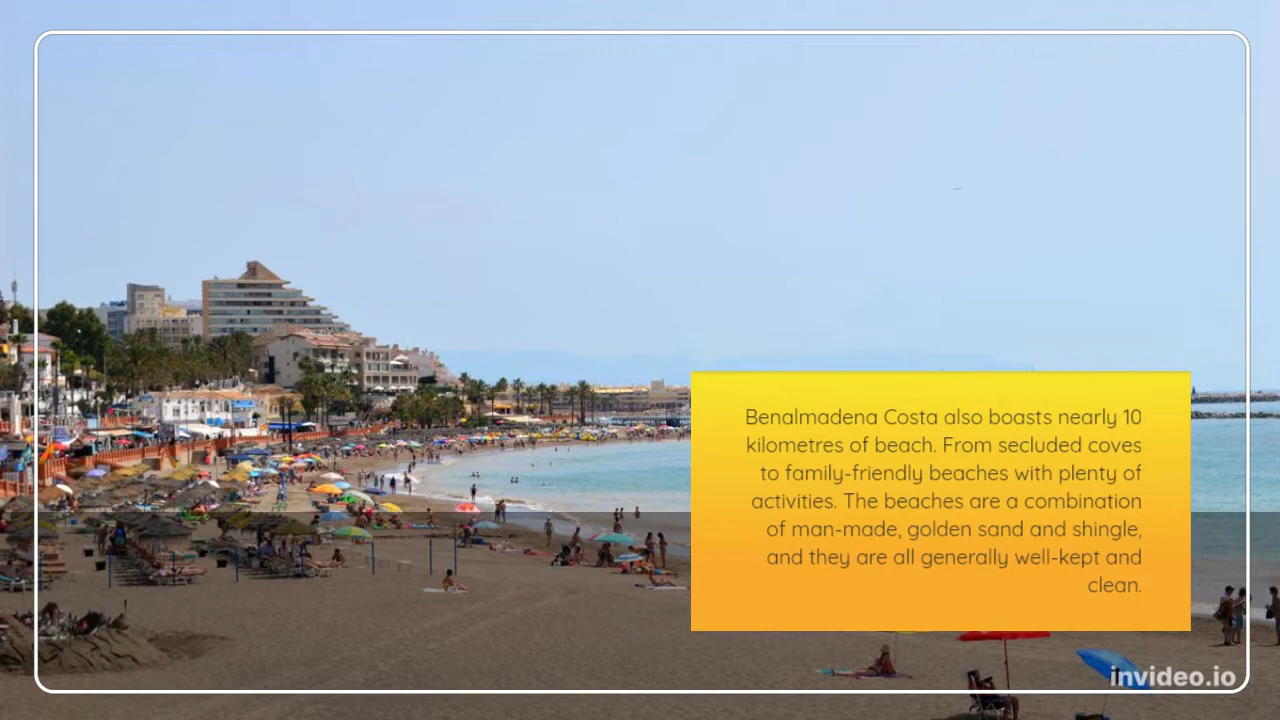 Benalmadena Costa also boasts nearly 10
kilometres of beach. From secluded coves
to family-friendly beaches with plenty of
activities. The beaches are a combination
of man-made, golden sand and shingle,
and they are all generally well-kept and
clean.
invideo.io